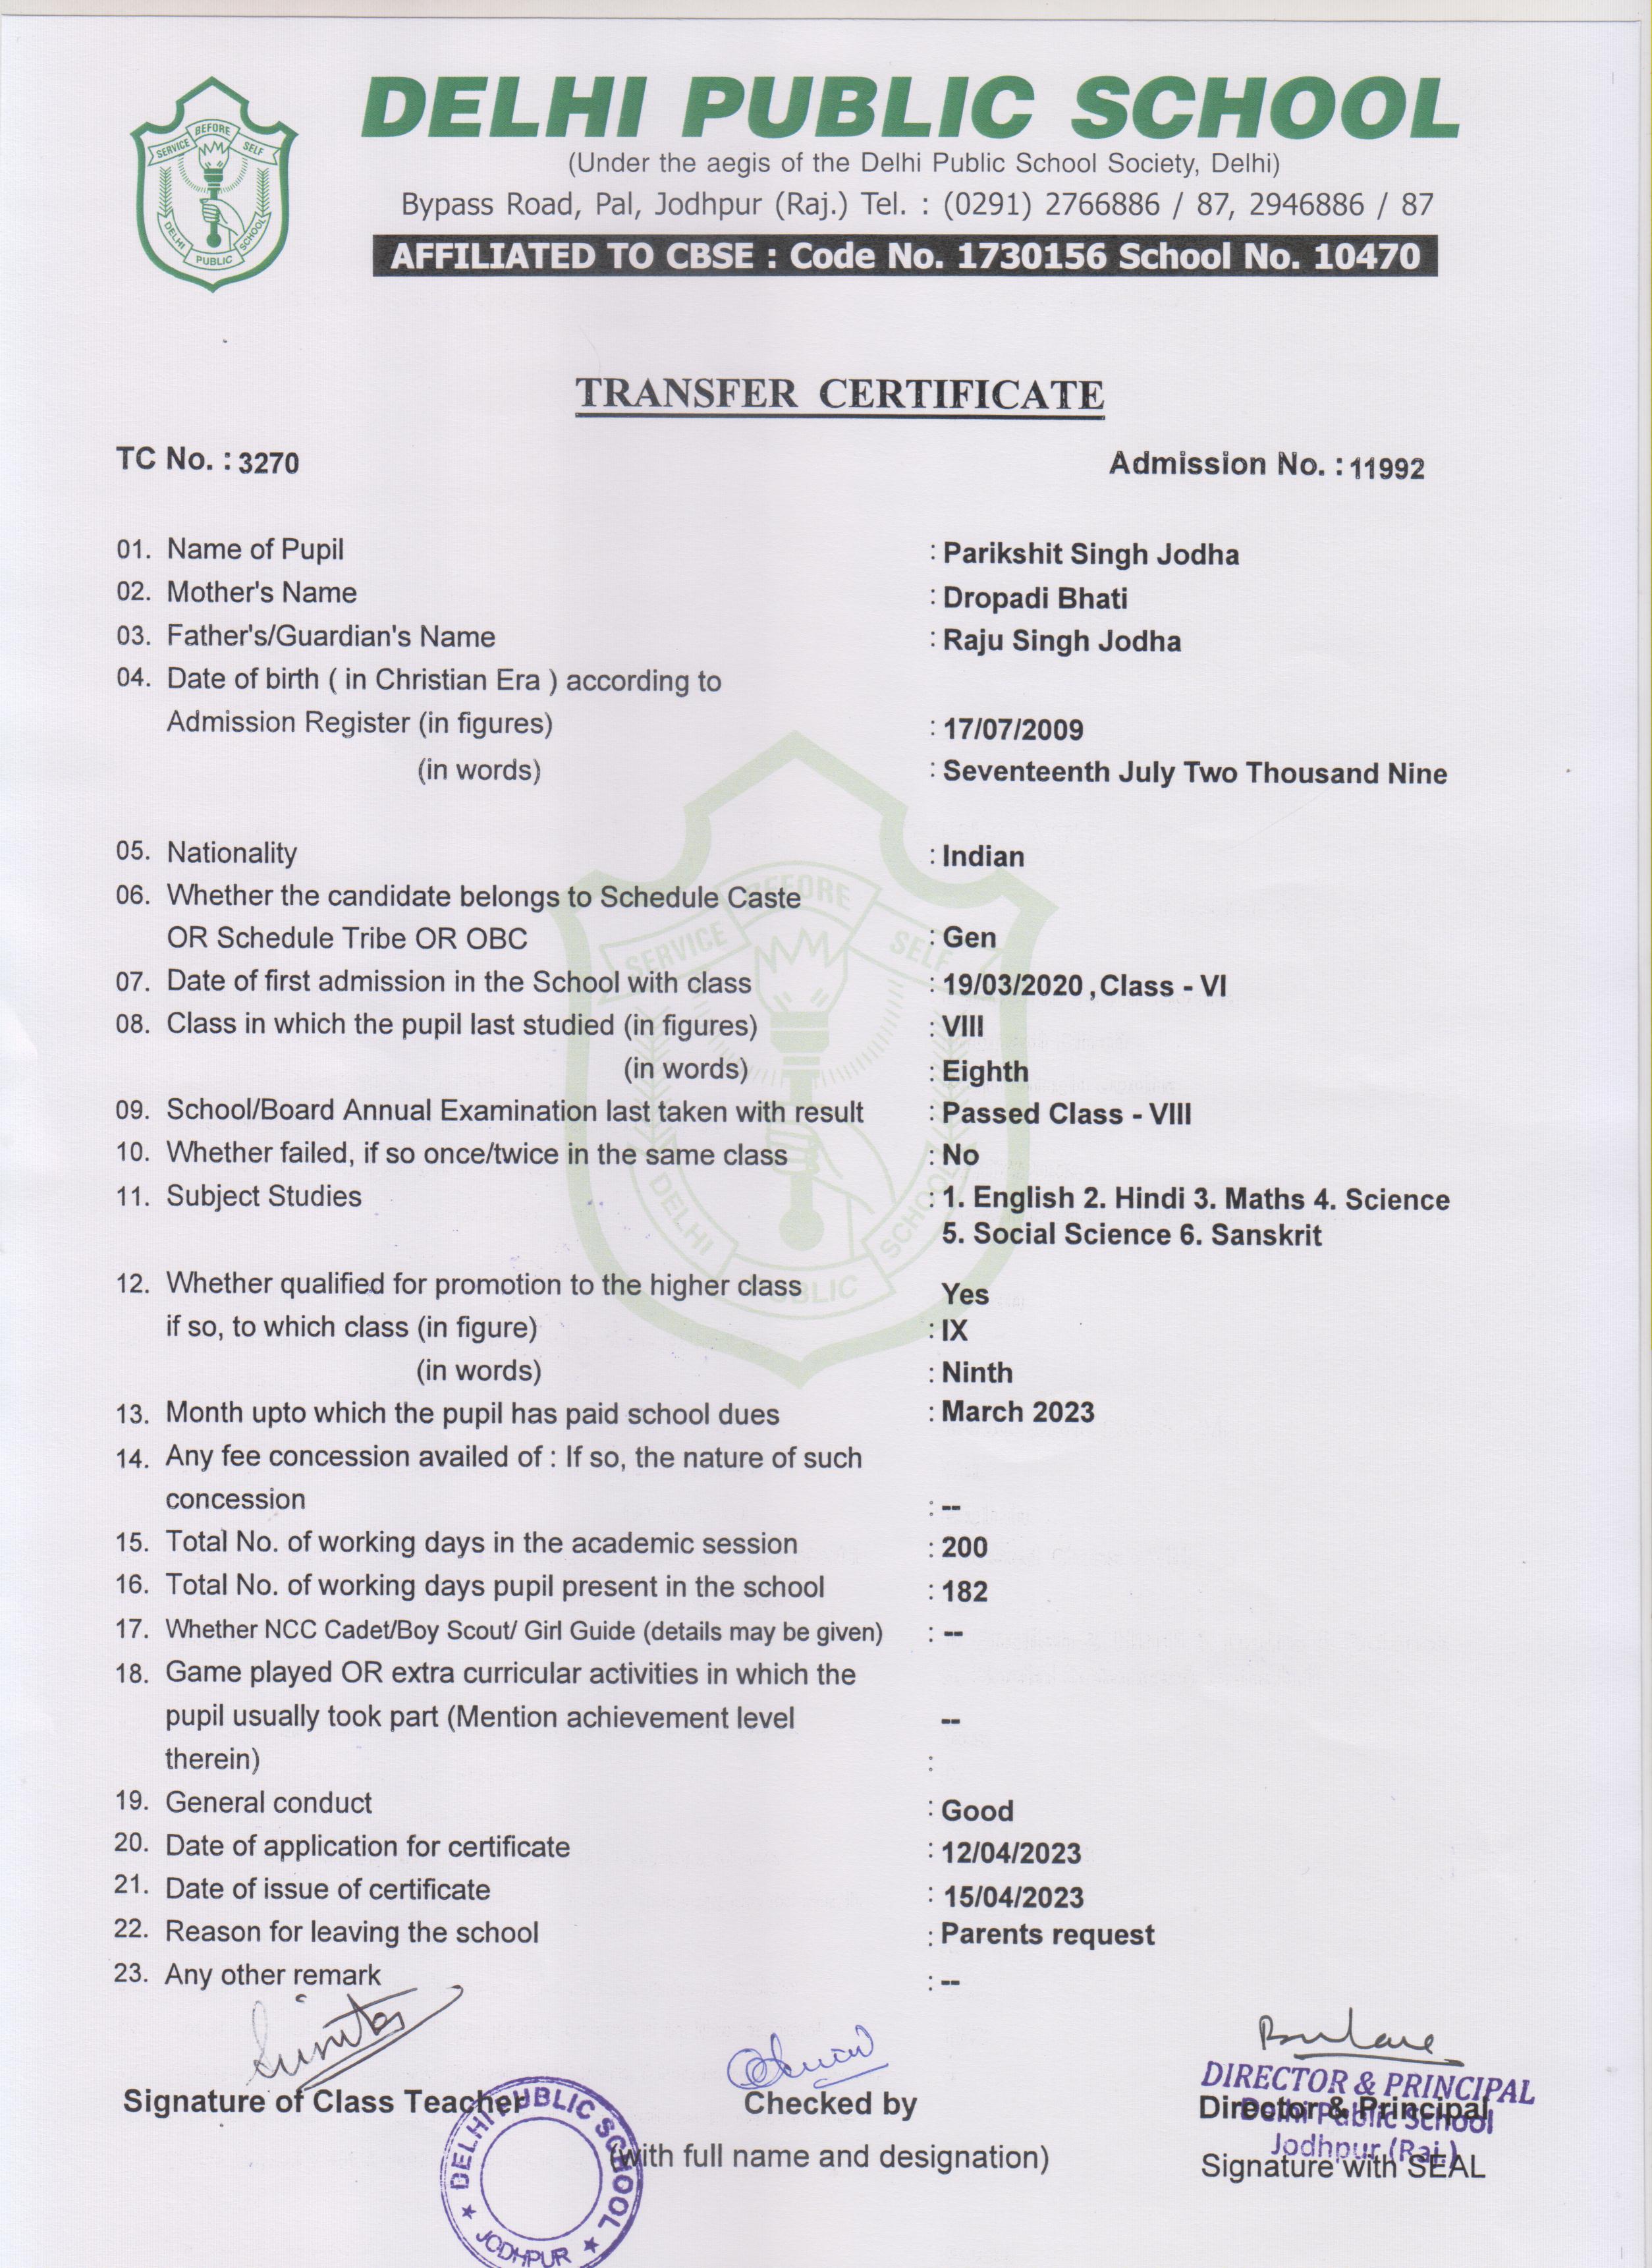 SERVICE BEFORE SELF
DELHI PUBLIC SCHOOL
DELHI PUBLIC SCHOOL
(Under the aegis of the Delhi Public School Society, Delhi)
Bypass Road, Pal, Jodhpur (Raj.) Tel. : (0291) 2766886 / 87, 2946886 / 87
AFFILIATED TO CBSE : Code No. 1730156 School No. 10470
TRANSFER CERTIFICATE
TC No. : 3270 Admission No. : 11992
01. Name of Pupil : Parikshit Singh Jodha
02. Mother's Name : Dropadi Bhati
03. Father's/Guardian's Name : Raju Singh Jodha
04. Date of birth ( in Christian Era ) according to
Admission Register (in figures) : 17/07/2009
(in words) : Seventeenth July Two Thousand Nine
05. Nationality : Indian
06. Whether the candidate belongs to Schedule Caste
OR Schedule Tribe OR OBC : Gen
07. Date of first admission in the School with class : 19/03/2020 , Class - VI
08. Class in which the pupil last studied (in figures) : VIII
(in words) : Eighth
09. School/Board Annual Examination last taken with result : Passed Class - VIII
10. Whether failed, if so once/twice in the same class : No
11. Subject Studies : 1. English 2. Hindi 3. Maths 4. Science
5. Social Science 6. Sanskrit
12. Whether qualified for promotion to the higher class Yes
if so, to which class (in figure) : IX
(in words) : Ninth
13. Month upto which the pupil has paid school dues : March 2023
14. Any fee concession availed of : If so, the nature of such
concession : --
15. Total No. of working days in the academic session : 200
16. Total No. of working days pupil present in the school : 182
17. Whether NCC Cadet/Boy Scout/ Girl Guide (details may be given) : --
18. Game played OR extra curricular activities in which the
pupil usually took part (Mention achievement level --
therein) :
19. General conduct : Good
20. Date of application for certificate : 12/04/2023
21. Date of issue of certificate : 15/04/2023
22. Reason for leaving the school : Parents request
23. Any other remark : --
DIRECTOR & PRINCIPAL
Delhi Public School
Jodhpur (Raj.)
Signature of Class Teacher Checked by Director & Principal
(with full name and designation) Signature with SEAL
DELHI PUBLIC SCHOOL
★ JODHPUR ★
SERVICE BEFORE SELF
DELHI PUBLIC SCHOOL